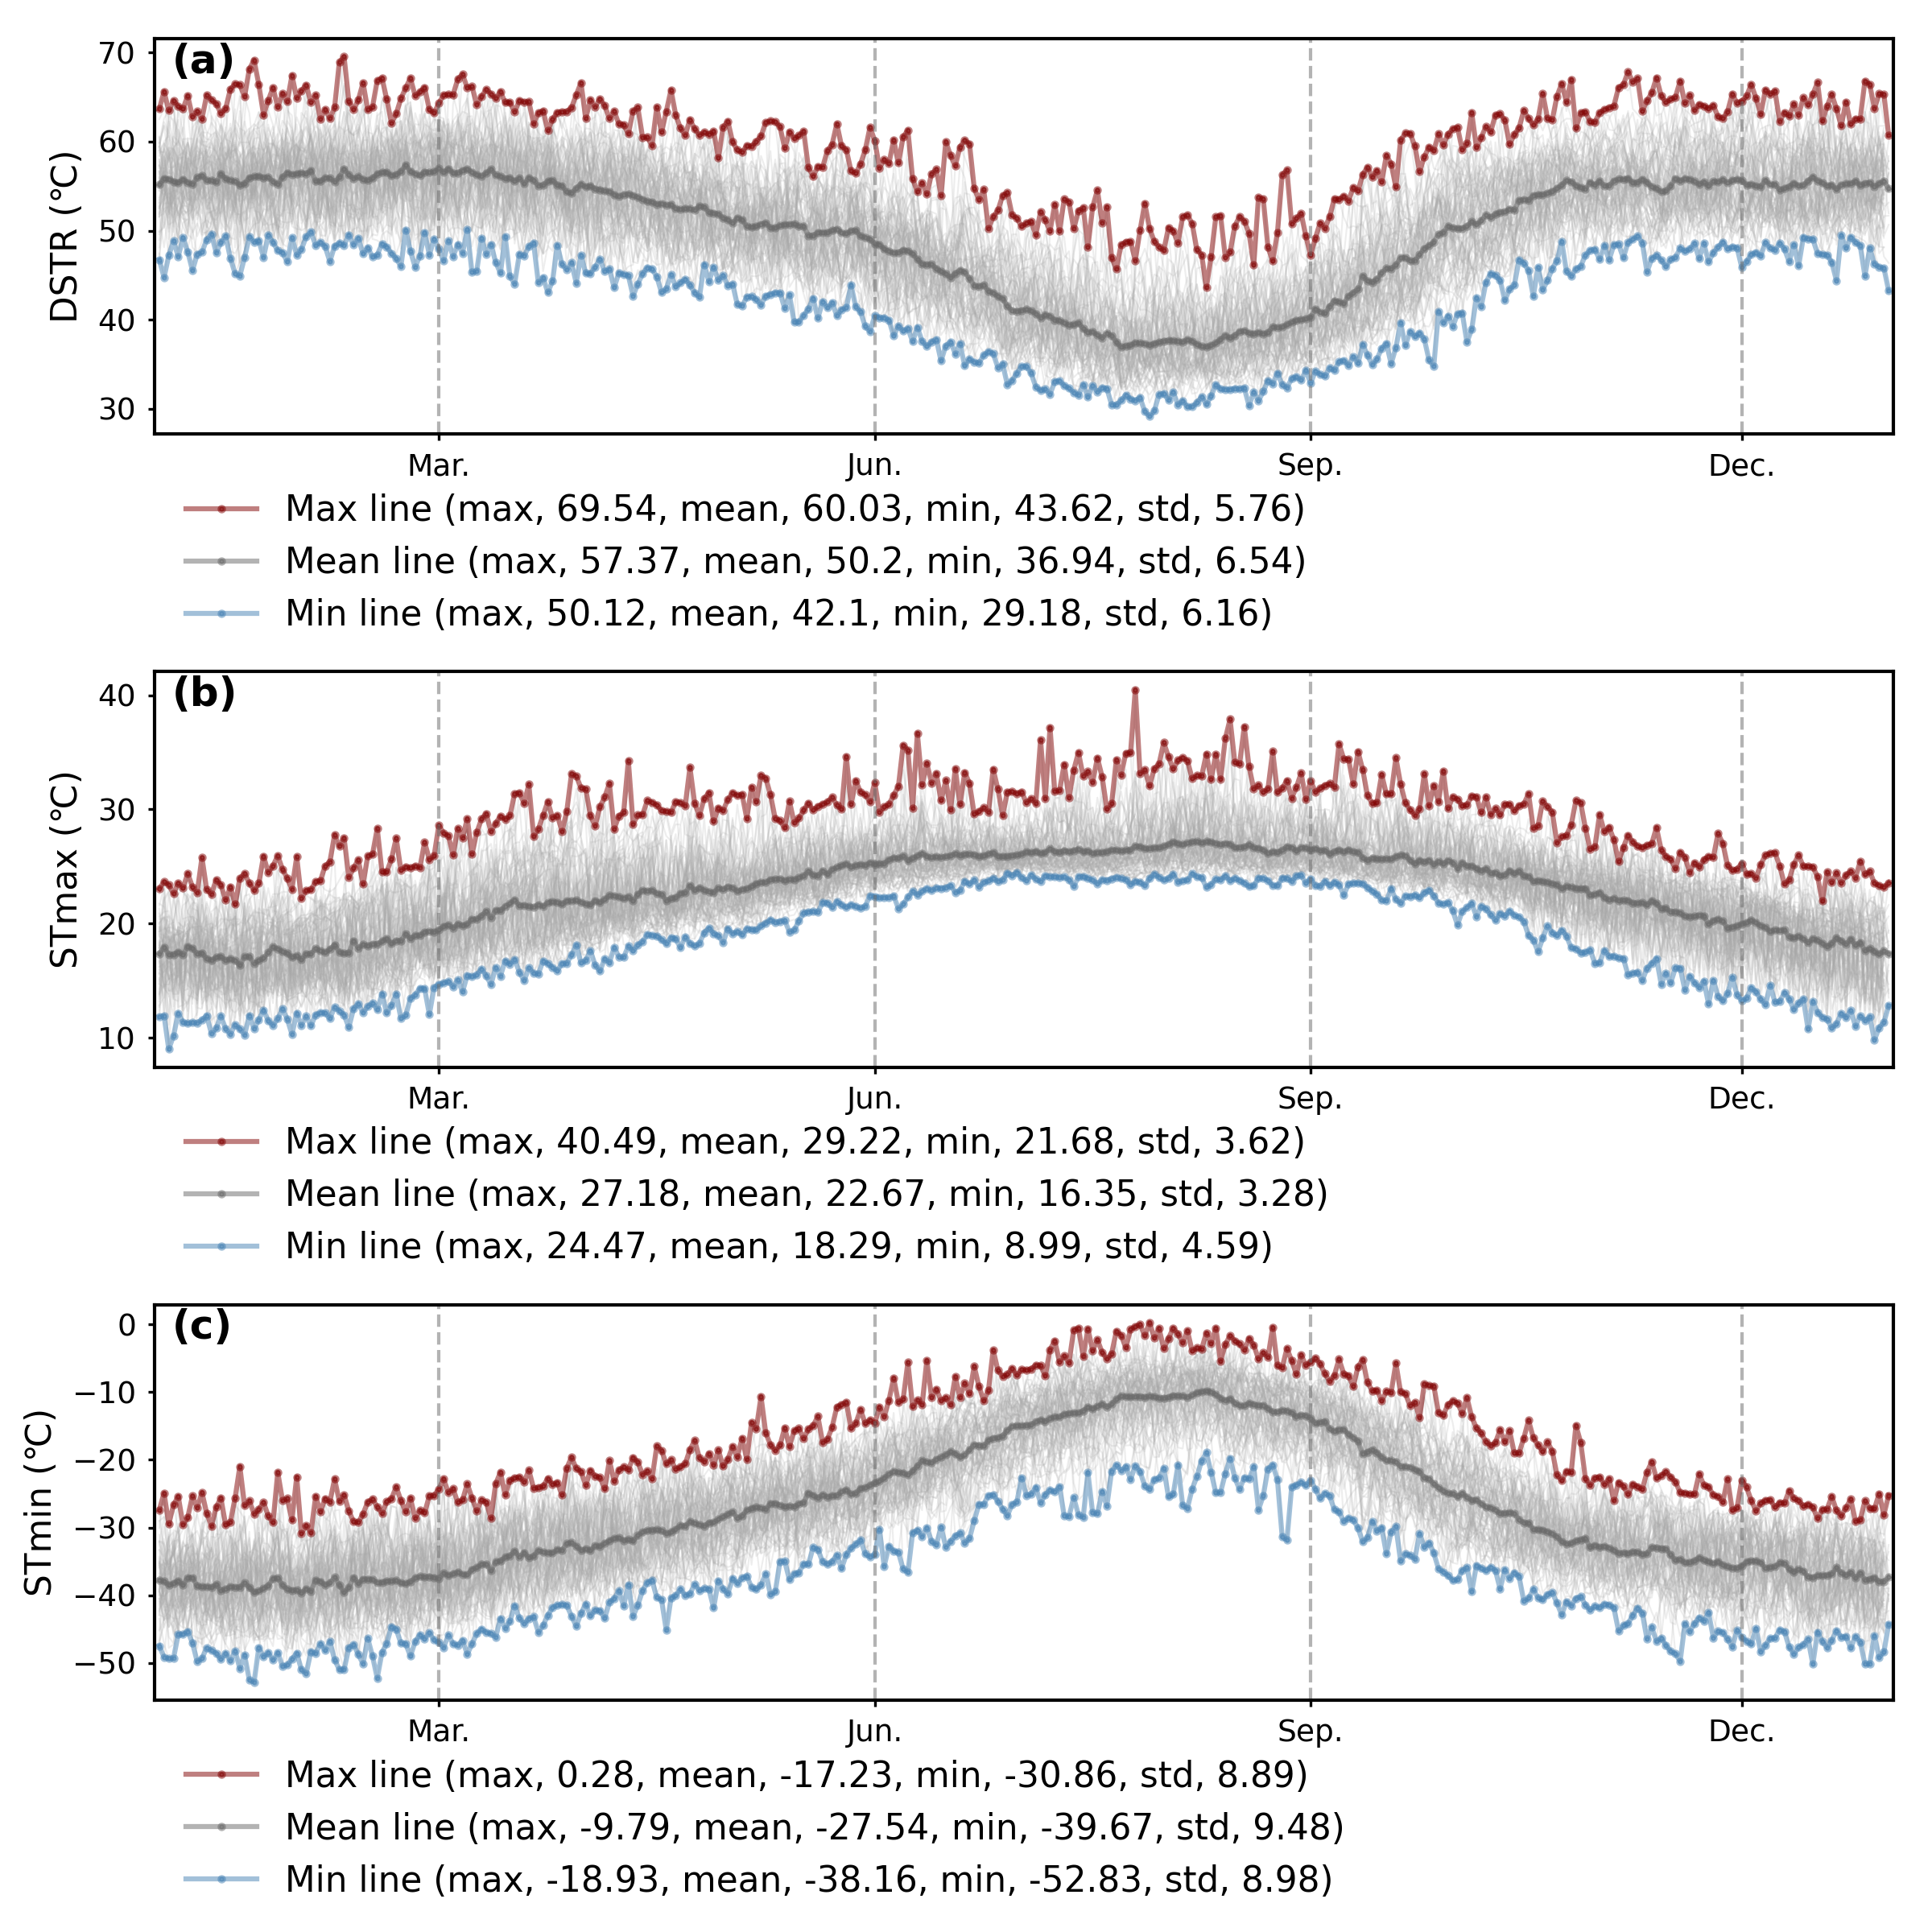 (a)
70
60
50
40
30
DSTR (℃)
Mar. Jun. Sep. Dec.
Max line (max, 69.54, mean, 60.03, min, 43.62, std, 5.76)
Mean line (max, 57.37, mean, 50.2, min, 36.94, std, 6.54)
Min line (max, 50.12, mean, 42.1, min, 29.18, std, 6.16)
(b)
40
30
20
10
STmax (℃)
Mar. Jun. Sep. Dec.
Max line (max, 40.49, mean, 29.22, min, 21.68, std, 3.62)
Mean line (max, 27.18, mean, 22.67, min, 16.35, std, 3.28)
Min line (max, 24.47, mean, 18.29, min, 8.99, std, 4.59)
(c)
0
−10
−20
−30
−40
−50
STmin (℃)
Mar. Jun. Sep. Dec.
Max line (max, 0.28, mean, -17.23, min, -30.86, std, 8.89)
Mean line (max, -9.79, mean, -27.54, min, -39.67, std, 9.48)
Min line (max, -18.93, mean, -38.16, min, -52.83, std, 8.98)